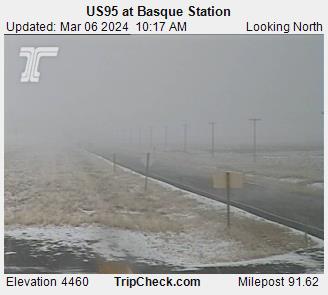 US95 at Basque Station
Updated: Mar 06 2024 10:17 AM Looking North
Elevation 4460 TripCheck.com Milepost 91.62